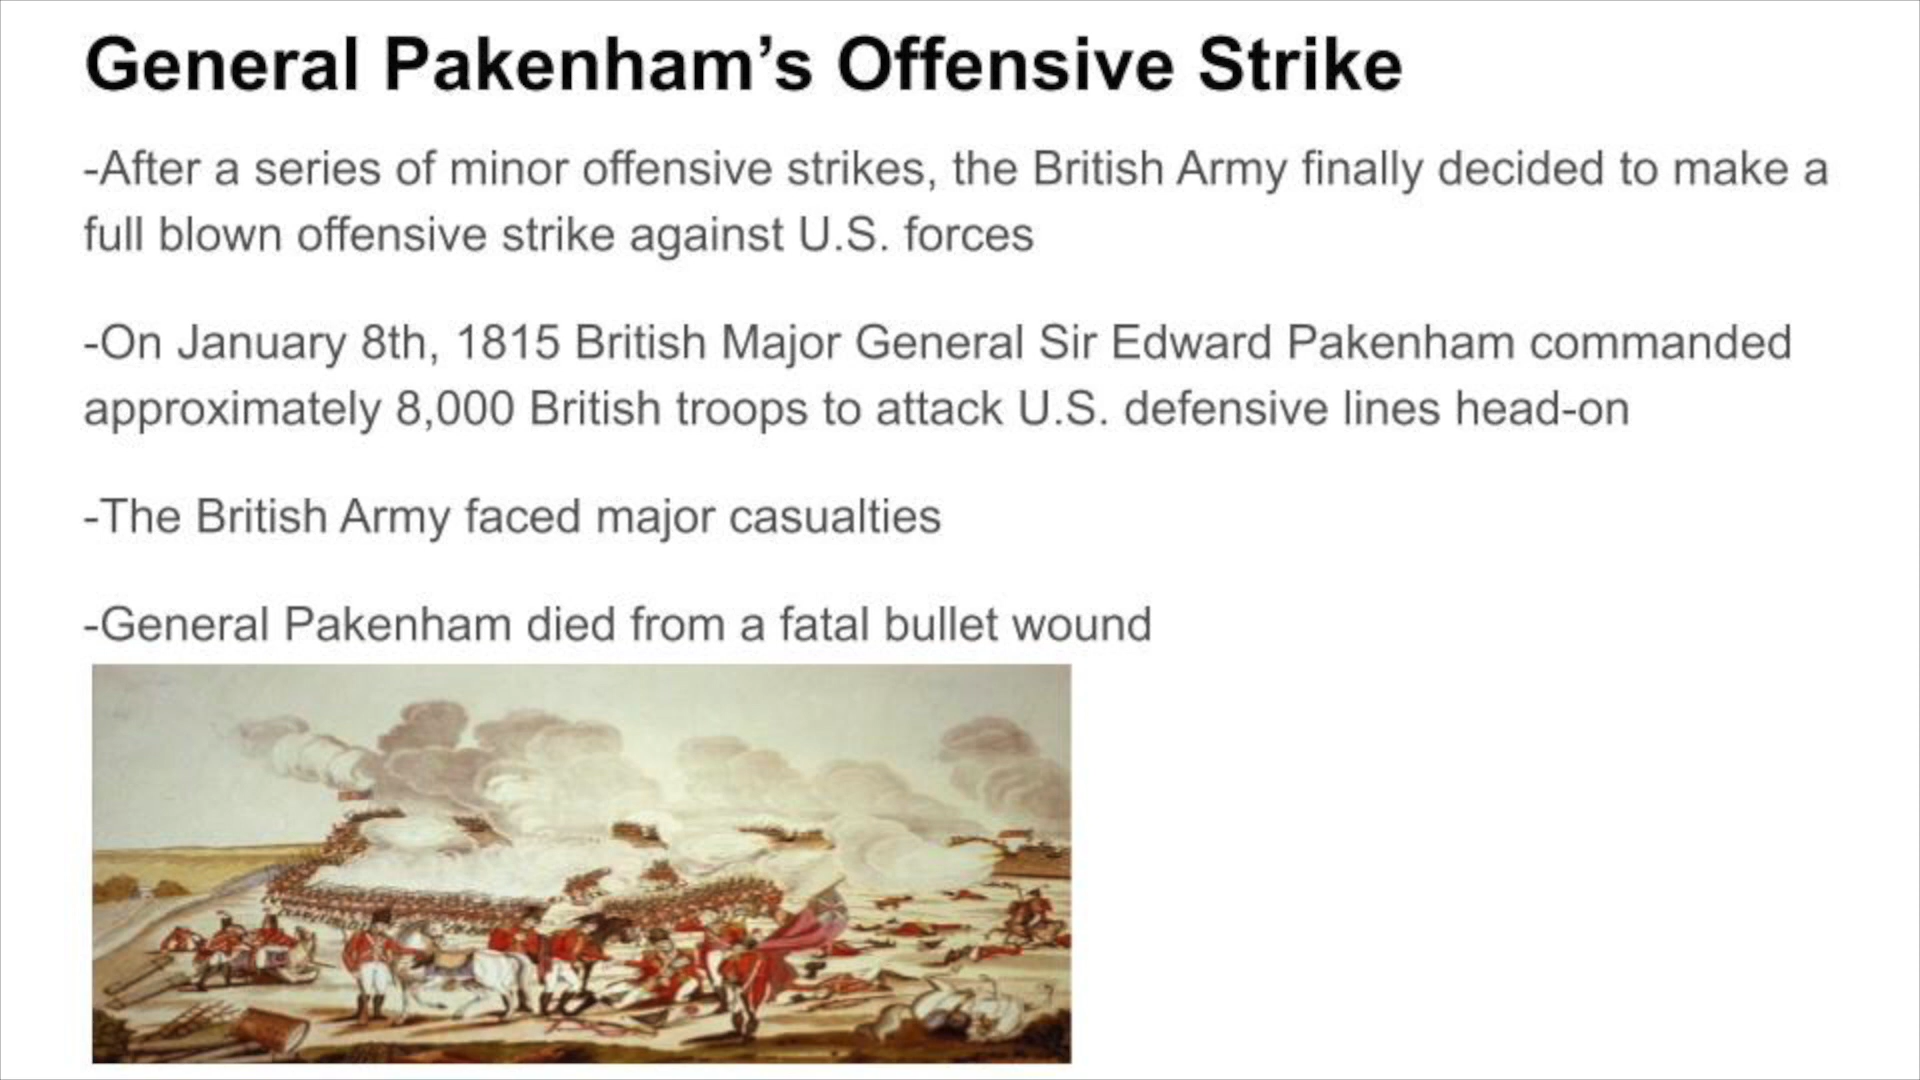 General Pakenham’s Offensive Strike
-After a series of minor offensive strikes, the British Army finally decided to make a
full blown offensive strike against U.S. forces
-On January 8th, 1815 British Major General Sir Edward Pakenham commanded
approximately 8,000 British troops to attack U.S. defensive lines head-on
-The British Army faced major casualties
-General Pakenham died from a fatal bullet wound